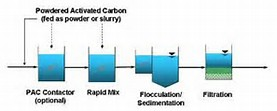 Powdered Activated Carbon
(fed as powder or slurry)
PAC Contactor
(optional)
Rapid Mix
Flocculation/
Sedimentation
Filtration